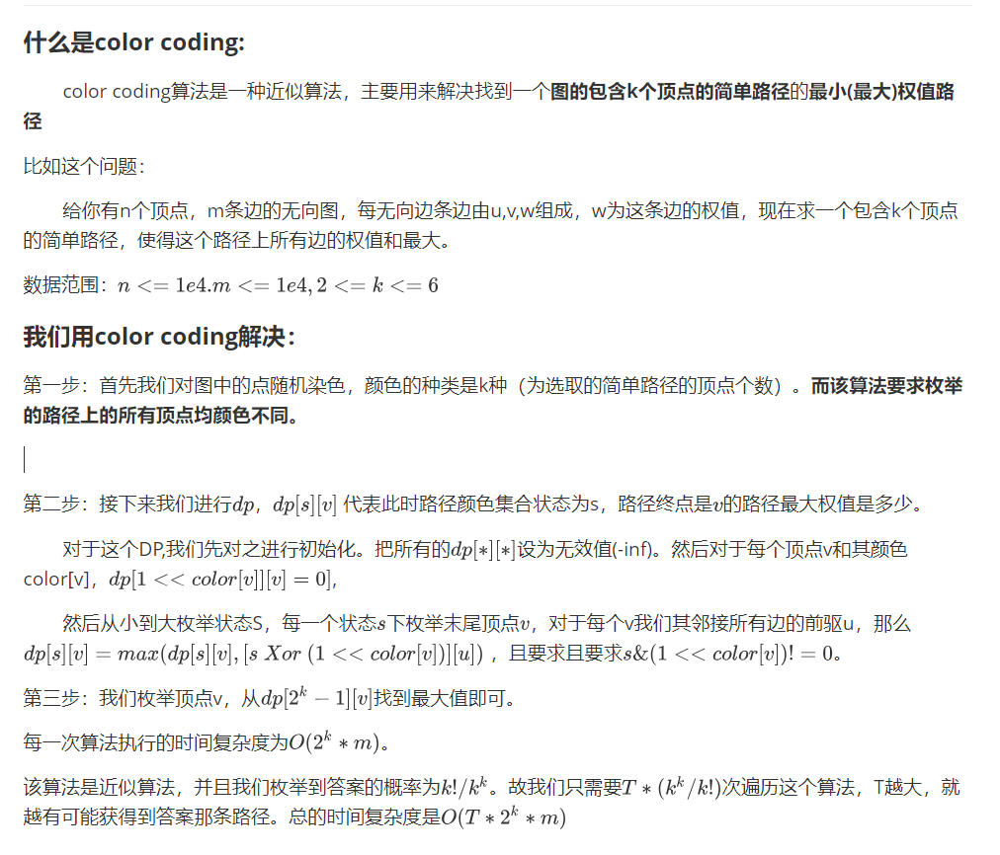 什么是color coding:
color coding算法是一种近似算法，主要用来解决找到一个图的包含k个顶点的简单路径的最小(最大)权值路
径
比如这个问题：
给你有n个顶点，m条边的无向图，每无向边条边由u,v,w组成，w为这条边的权值，现在求一个包含k个顶点
的简单路径，使得这个路径上所有边的权值和最大。
数据范围：n <= 1e4.m <= 1e4, 2 <= k <= 6
我们用color coding解决：
第一步：首先我们对图中的点随机染色，颜色的种类是k种（为选取的简单路径的顶点个数）。而该算法要求枚举
的路径上的所有顶点均颜色不同。
第二步：接下来我们进行dp，dp[s][v] 代表此时路径颜色集合状态为s，路径终点是v的路径最大权值是多少。
对于这个DP,我们先对之进行初始化。把所有的dp[*][*]设为无效值(-inf)。然后对于每个顶点v和其颜色
color[v]，dp[1 << color[v]][v] = 0],
然后从小到大枚举状态S，每一个状态s下枚举末尾顶点v，对于每个v我们其邻接所有边的前驱u，那么
dp[s][v] = max(dp[s][v], [s Xor (1 << color[v])][u]) ，且要求且要求s&(1 << color[v])! = 0。
第三步：我们枚举顶点v，从dp[2^k − 1][v]找到最大值即可。
每一次算法执行的时间复杂度为O(2^k * m)。
该算法是近似算法，并且我们枚举到答案的概率为k!/k^k。故我们只需要T * (k^k/k!)次遍历这个算法，T越大，就
越有可能获得到答案那条路径。总的时间复杂度是O(T * 2^k * m)